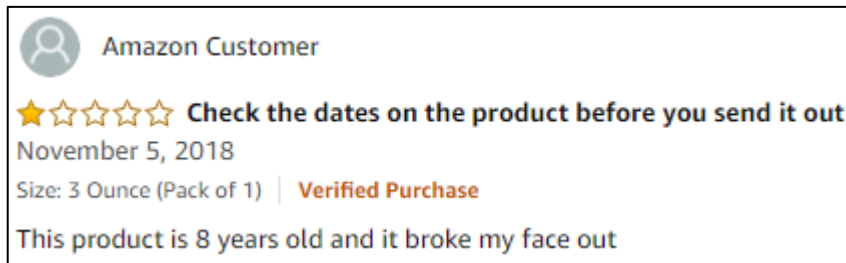 Amazon Customer
Check the dates on the product before you send it out
November 5, 2018
Size: 3 Ounce (Pack of 1) Verified Purchase
This product is 8 years old and it broke my face out